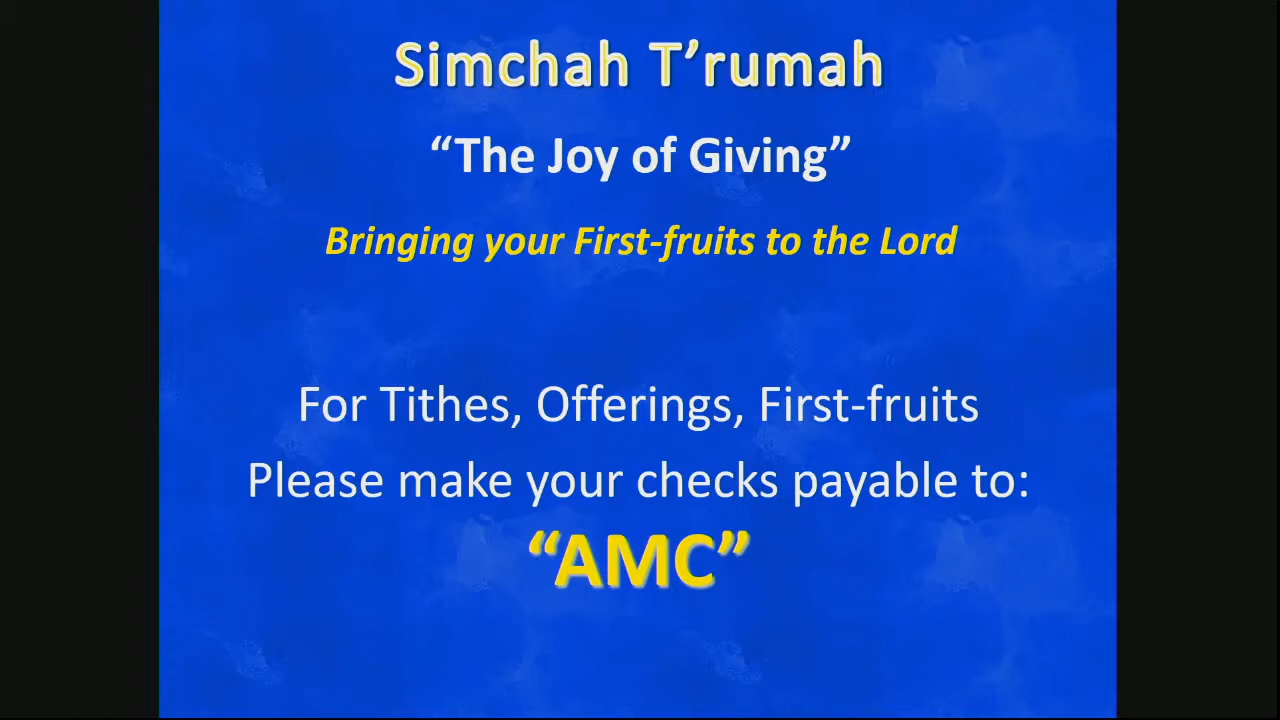 Simchah T’rumah
“The Joy of Giving”
Bringing your First-fruits to the Lord
For Tithes, Offerings, First-fruits
Please make your checks payable to:
“AMC”